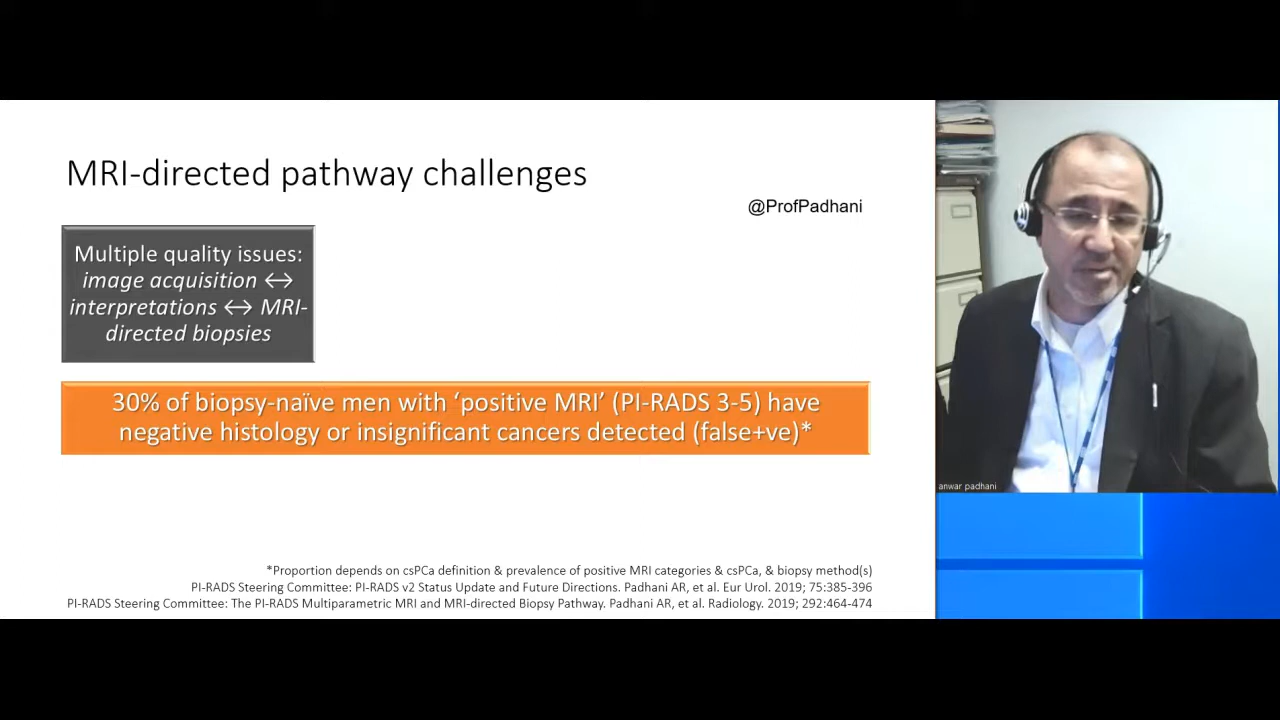 MRI-directed pathway challenges
@ProfPadhani
Multiple quality issues:
image acquisition ↔
interpretations ↔ MRI-
directed biopsies
30% of biopsy-naïve men with ‘positive MRI’ (PI-RADS 3-5) have
negative histology or insignificant cancers detected (false+ve)*
anwar padhani
*Proportion depends on csPCa definition & prevalence of positive MRI categories & csPCa, & biopsy method(s)
PI-RADS Steering Committee: PI-RADS v2 Status Update and Future Directions. Padhani AR, et al. Eur Urol. 2019; 75:385-396
PI-RADS Steering Committee: The PI-RADS Multiparametric MRI and MRI-directed Biopsy Pathway. Padhani AR, et al. Radiology. 2019; 292:464-474